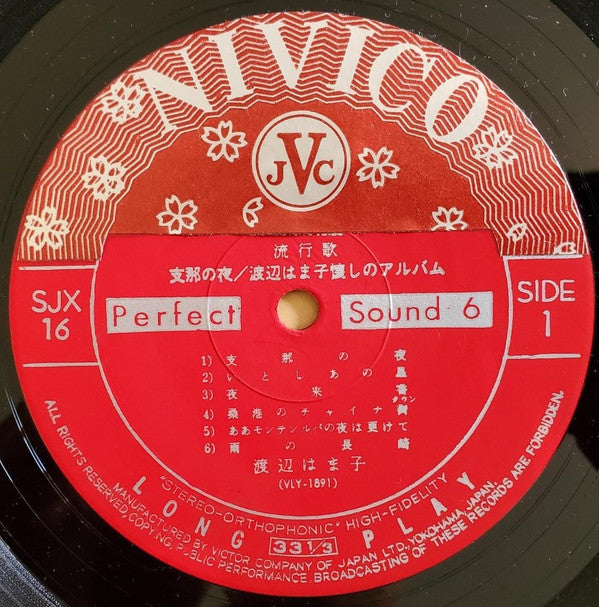 NIVICO
JVC
流行歌
支那の夜/渡辺はま子懐しのアルバム
SJX
16
Perfect Sound 6
SIDE
1
1) 支那の夜
2) いとしあの星
3) 夜来香
4) 桑港のチャイナ街
タウン
5) ああモンテンルパの夜は更けて
6) 雨の長崎
渡辺はま子
(VLY-1891)
"STEREO-ORTHOPHONIC" HIGH-FIDELITY
LONG PLAY
33 1/3
ALL RIGHTS RESERVED, COPYING, PUBLIC PERFORMANCE, BROADCASTING OF THESE RECORDS ARE FORBIDDEN.
MANUFACTURED BY VICTOR COMPANY OF JAPAN LTD., YOKOHAMA, JAPAN.